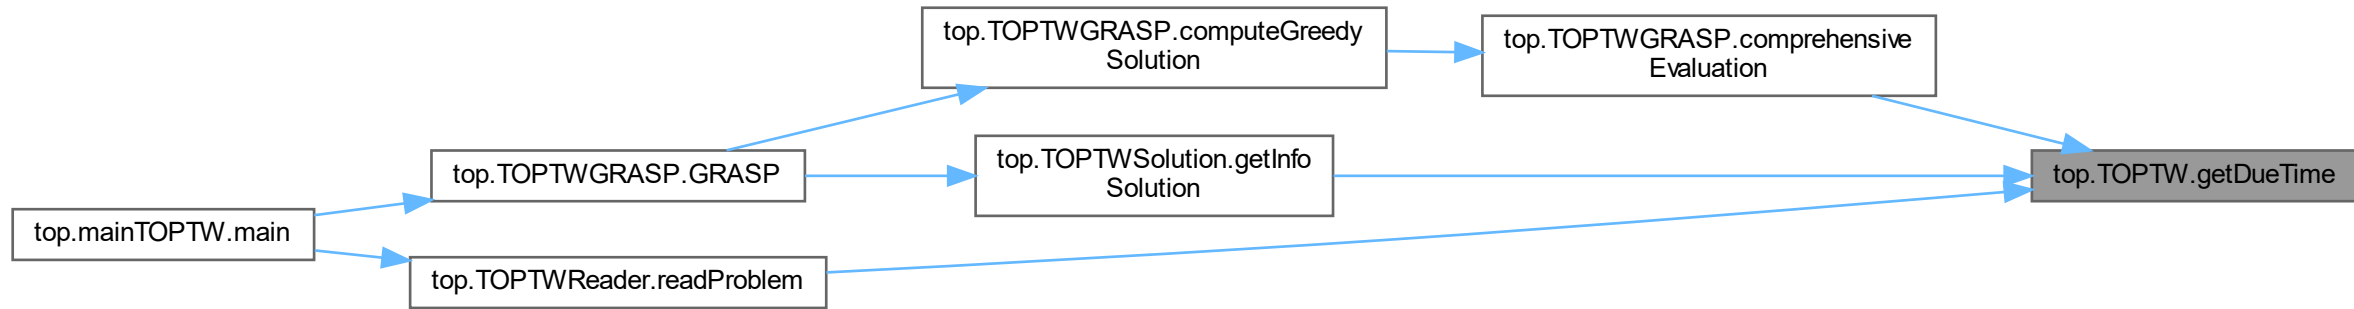 top.TOPTWGRASP.computeGreedy
Solution
top.TOPTWGRASP.comprehensive
Evaluation
top.TOPTWGRASP.GRASP
top.TOPTWSolution.getInfo
Solution
top.TOPTW.getDueTime
top.mainTOPTW.main
top.TOPTWReader.readProblem